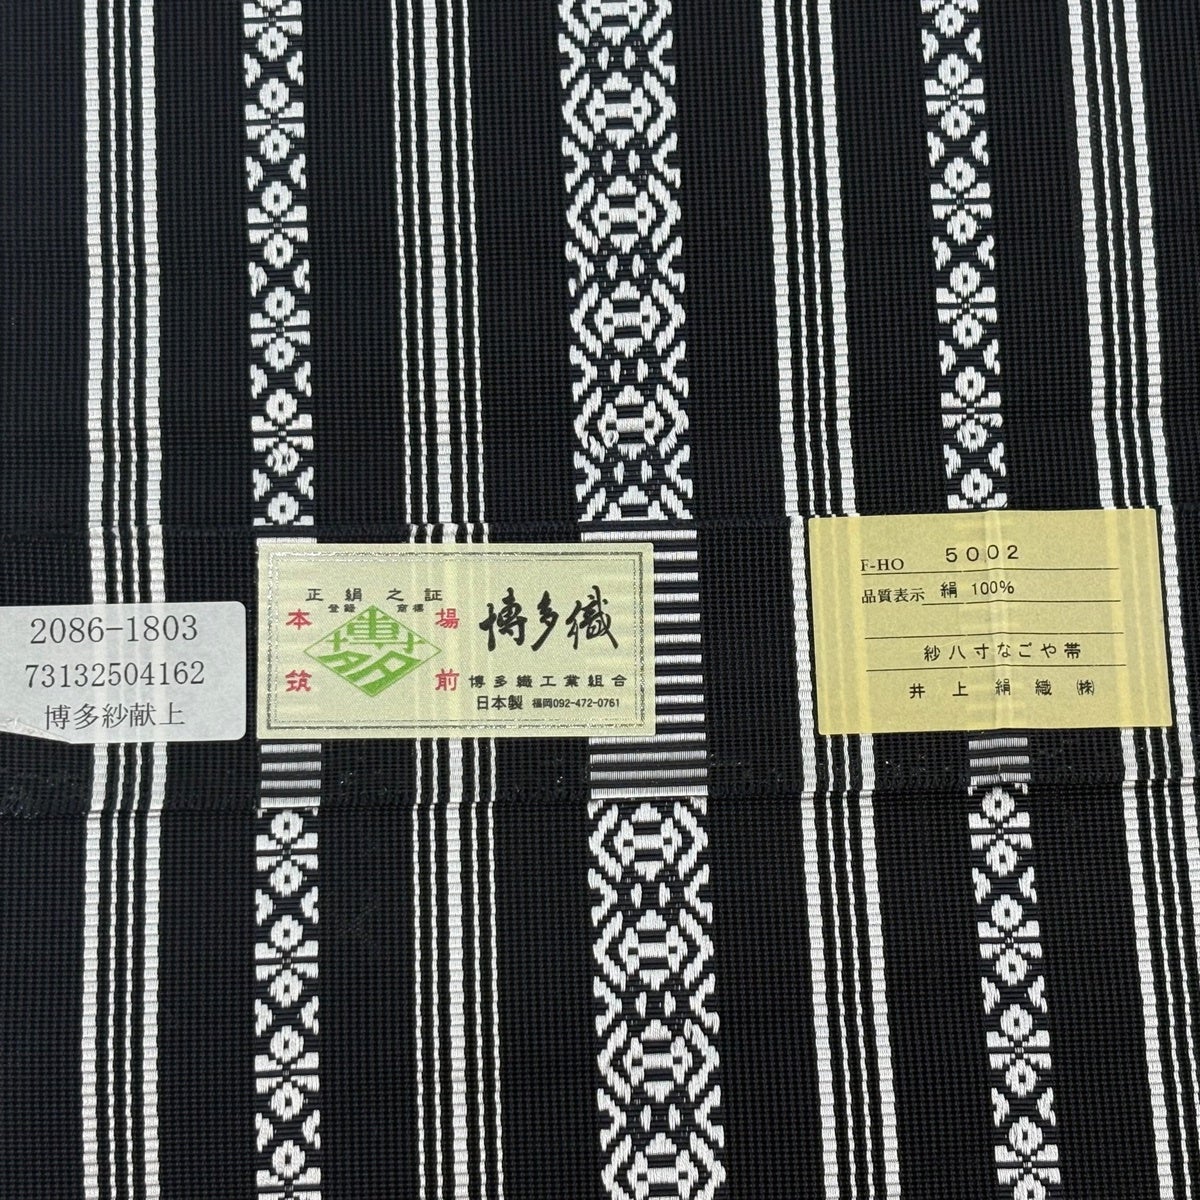 2086-1803
73132504162
博多紗献上
正絹之証
登録 商標
本場
筑前
博多
博多織
博多織工業組合
日本製 福岡092-472-0761
F-HO 5002
品質表示 絹 100%
紗八寸なごや帯
井上絹織㈱